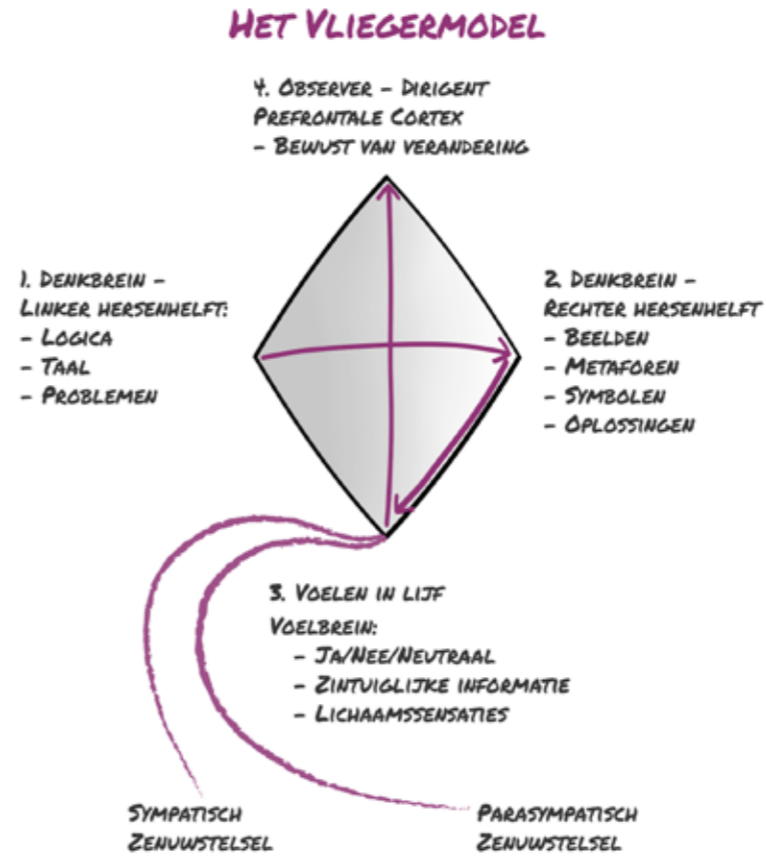 Het Vliegermodel
4. Observer - Dirigent
Prefrontale Cortex
- Bewust van verandering
1. Denkbrein -
Linker hersenhelft:
- Logica
- Taal
- Problemen
2. Denkbrein -
Rechter hersenhelft
- Beelden
- Metaforen
- Symbolen
- Oplossingen
3. Voelen in lijf
Voelbrein:
- Ja/Nee/Neutraal
- Zintuiglijke informatie
- Lichaamssensaties
Sympatisch
Zenuwstelsel
Parasympatisch
Zenuwstelsel